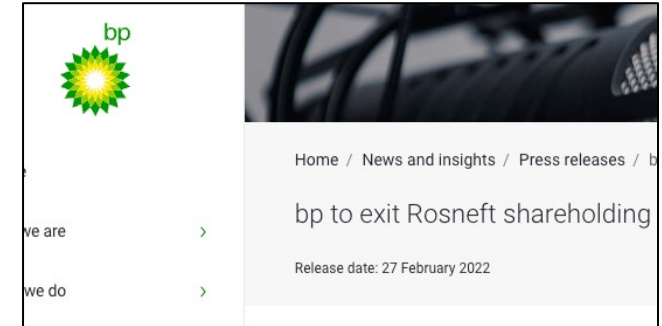 bp
Home / News and insights / Press releases / b
bp to exit Rosneft shareholding
Release date: 27 February 2022
we are
we do